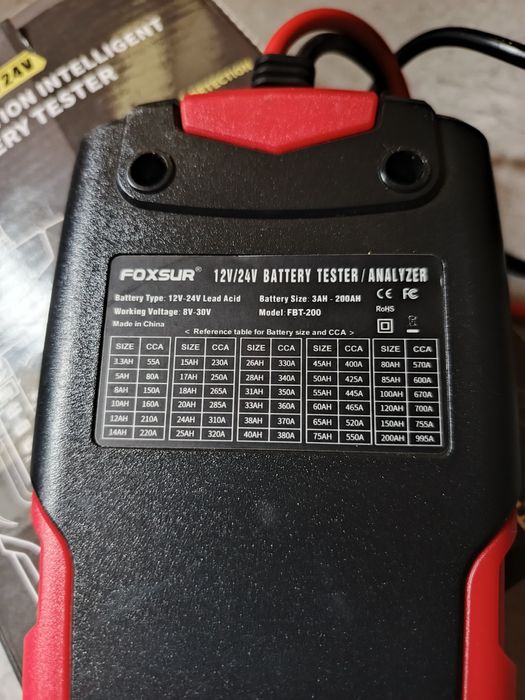 24V
INTELLIGENT
RY TESTER
FOXSUR® 12V/24V BATTERY TESTER/ANALYZER
Battery Type: 12V-24V Lead Acid Battery Size: 3AH - 200AH
Working Voltage: 8V-30V Model: FBT-200
CE FC
RoHS
Made in China
< Reference table for Battery size and CCA >
SIZE CCA SIZE CCA SIZE CCA SIZE CCA SIZE CCA
3.3AH 55A 15AH 230A 26AH 330A 45AH 400A 80AH 570A
5AH 80A 17AH 250A 28AH 340A 50AH 425A 85AH 600A
8AH 150A 18AH 265A 31AH 350A 55AH 445A 100AH 670A
10AH 160A 20AH 285A 33AH 360A 60AH 465A 120AH 700A
12AH 210A 24AH 310A 38AH 370A 65AH 520A 150AH 755A
14AH 220A 25AH 320A 40AH 380A 75AH 550A 200AH 995A